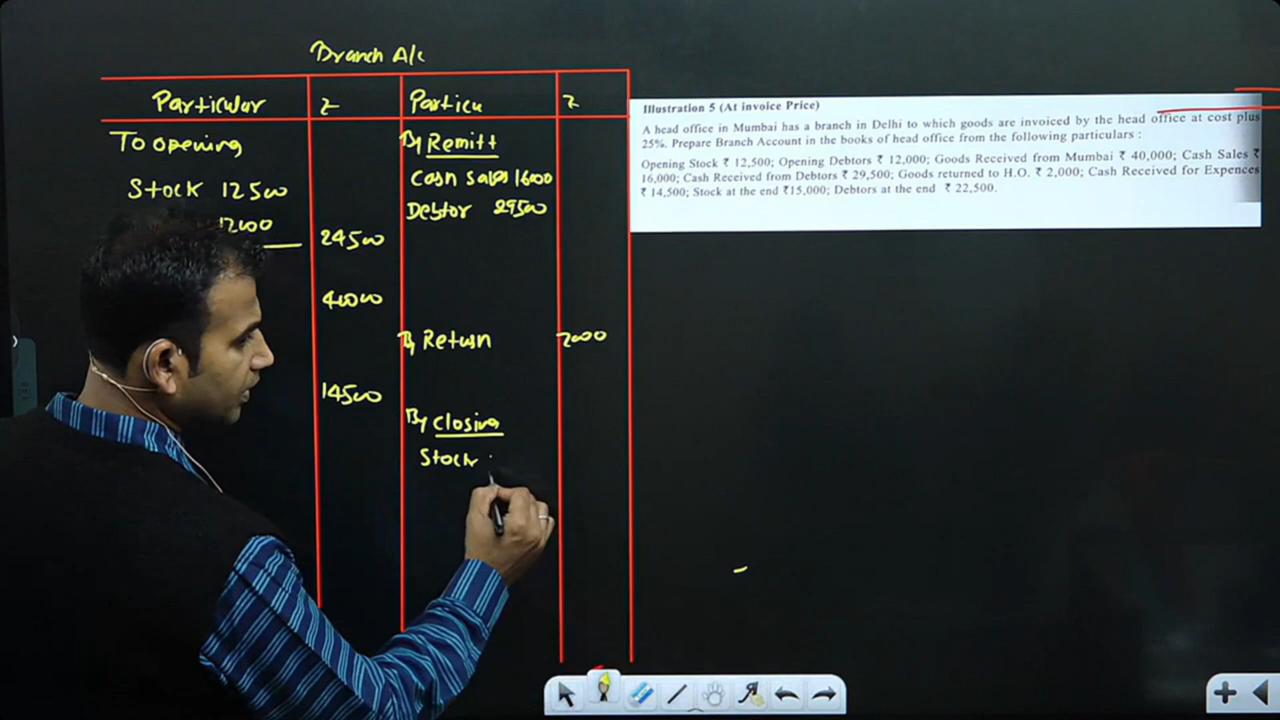 Branch A/c
Particular ₹ Particu ₹
To opening
Stock 12500
12000
24500
40000
14500
By Remitt
Cash sales 16000
Debtor 29500
By Return 2000
By closing
Stock
Illustration 5 (At invoice Price)
A head office in Mumbai has a branch in Delhi to which goods are invoiced by the head office at cost plus
25%. Prepare Branch Account in the books of head office from the following particulars :
Opening Stock ₹ 12,500; Opening Debtors ₹ 12,000; Goods Received from Mumbai ₹ 40,000; Cash Sales ₹
16,000; Cash Received from Debtors ₹ 29,500; Goods returned to H.O. ₹ 2,000; Cash Received for Expences
₹ 14,500; Stock at the end ₹15,000; Debtors at the end ₹ 22,500.